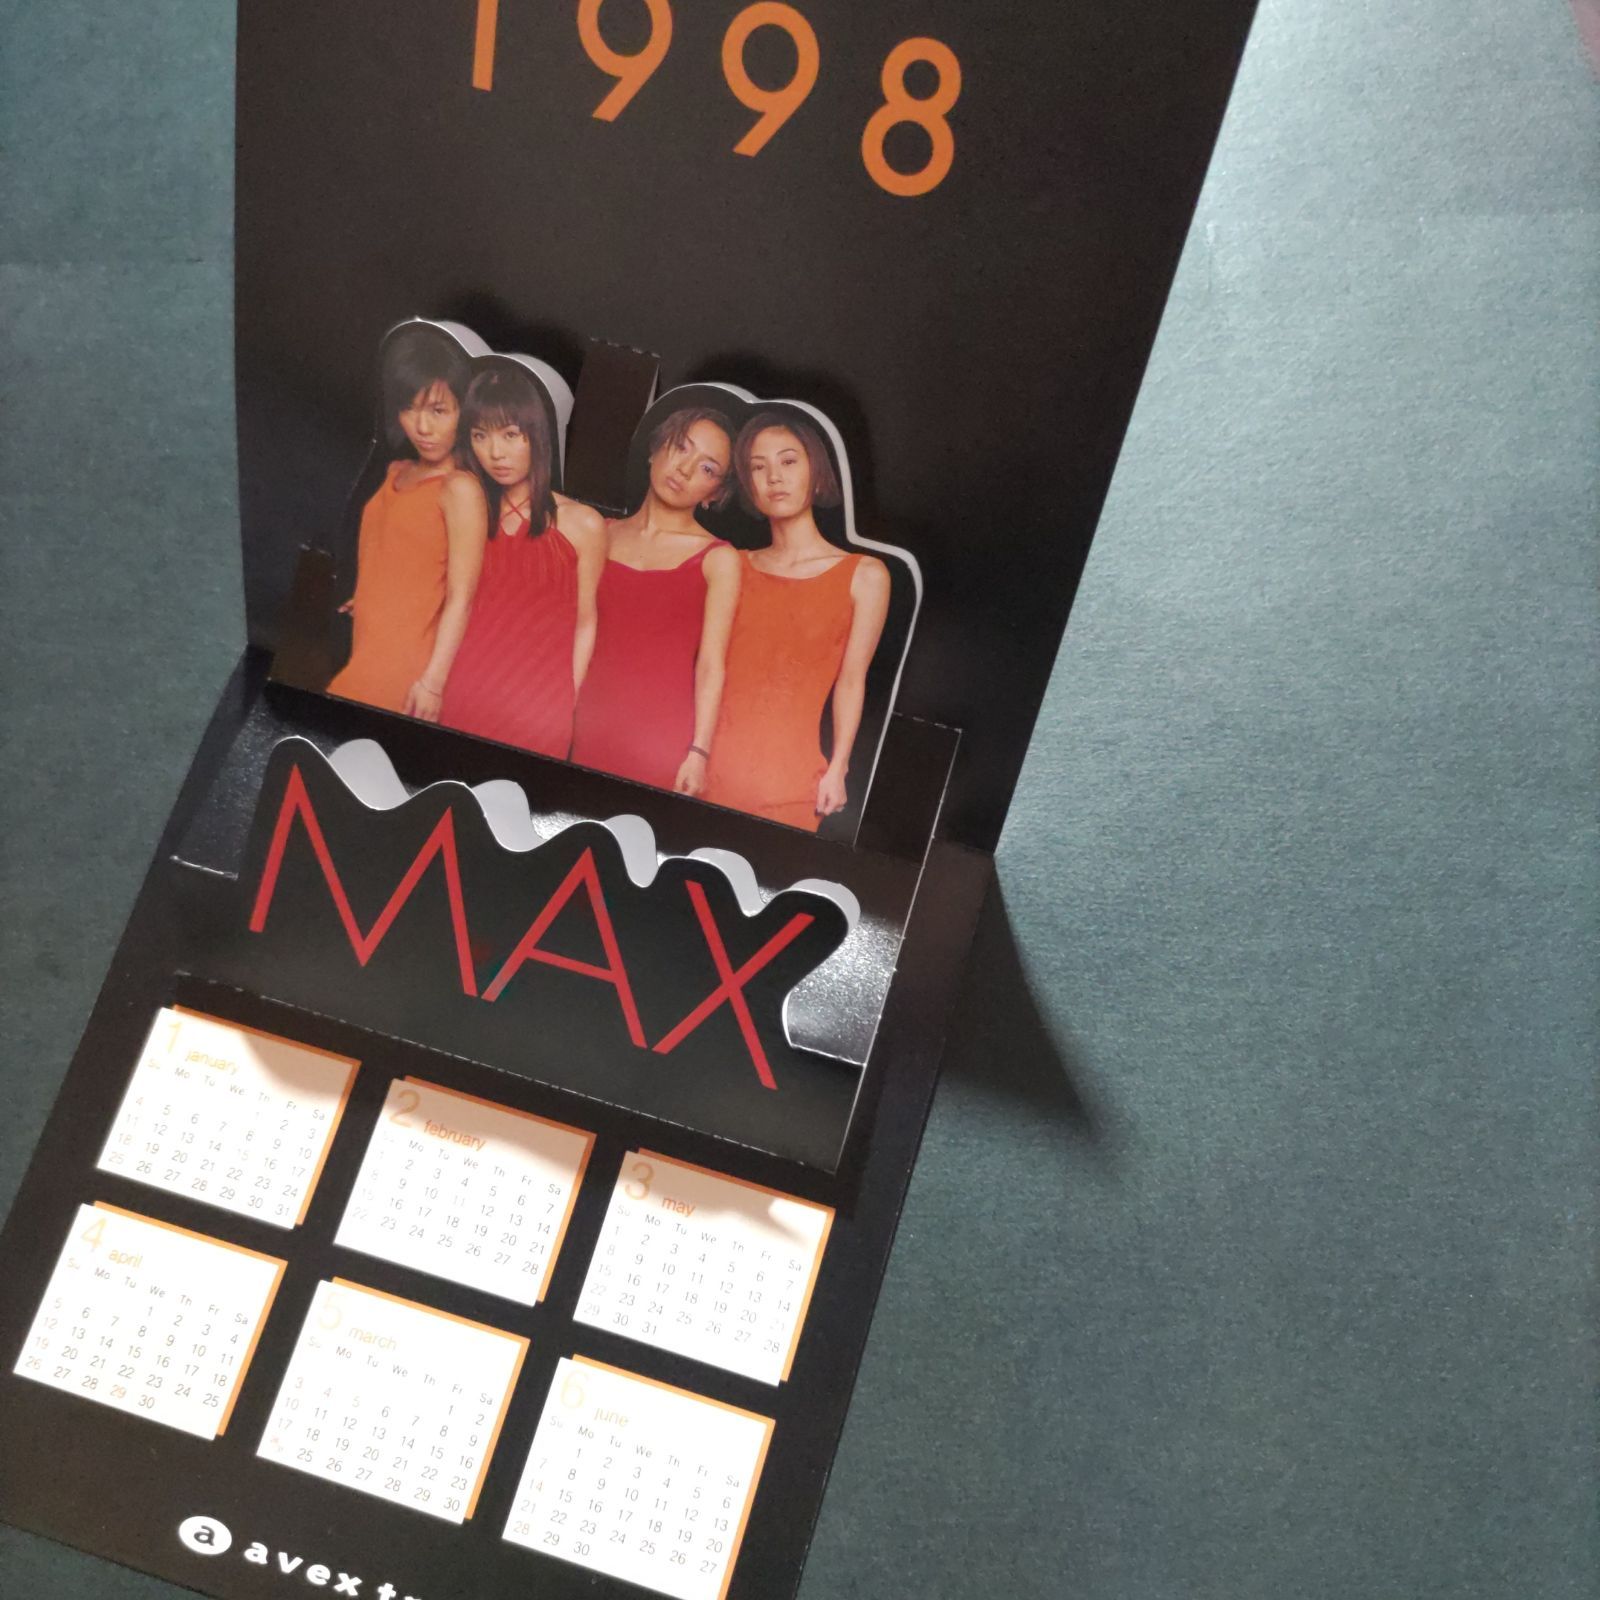 1998
MAX
1 january
Su Mo Tu We Th Fr Sa
1 2 3
4 5 6 7 8 9 10
11 12 13 14 15 16 17
18 19 20 21 22 23 24
25 26 27 28 29 30 31
2 february
Su Mo Tu We Th Fr Sa
1 2 3 4 5 6 7
8 9 10 11 12 13 14
15 16 17 18 19 20 21
22 23 24 25 26 27 28
3 may
Su Mo Tu We Th Fr Sa
1 2 3 4 5 6 7
8 9 10 11 12 13 14
15 16 17 18 19 20 21
22 23 24 25 26 27 28
29 30 31
4 april
Su Mo Tu We Th Fr Sa
1 2 3 4
5 6 7 8 9 10 11
12 13 14 15 16 17 18
19 20 21 22 23 24 25
26 27 28 29 30
5 march
Su Mo Tu We Th Fr Sa
1 2
3 4 5 6 7 8 9
10 11 12 13 14 15 16
17 18 19 20 21 22 23
25 26 27 28 29 30
6 june
Su Mo Tu We Th Fr Sa
1 2 3 4 5 6
7 8 9 10 11 12 13
14 15 16 17 18 19 20
21 22 23 24 25 26 27
28 29 30
a avex tr